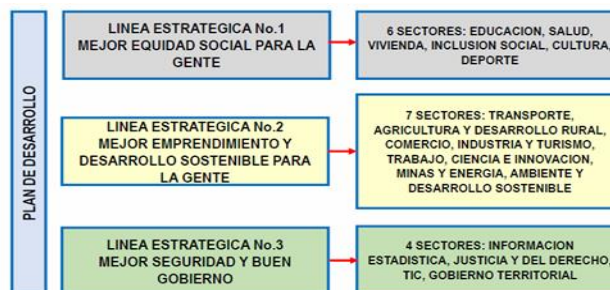 PLAN DE DESARROLLO
LINEA ESTRATEGICA No.1
MEJOR EQUIDAD SOCIAL PARA LA
GENTE
6 SECTORES: EDUCACION, SALUD,
VIVIENDA, INCLUSION SOCIAL, CULTURA,
DEPORTE
LINEA ESTRATEGICA No.2
MEJOR EMPRENDIMIENTO Y
DESARROLLO SOSTENIBLE PARA
LA GENTE
7 SECTORES: TRANSPORTE,
AGRICULTURA Y DESARROLLO RURAL,
COMERCIO, INDUSTRIA Y TURISMO,
TRABAJO, CIENCIA E INNOVACION,
MINAS Y ENERGIA, AMBIENTE Y
DESARROLLO SOSTENIBLE
LINEA ESTRATEGICA No.3
MEJOR SEGURIDAD Y BUEN
GOBIERNO
4 SECTORES: INFORMACION
ESTADISTICA, JUSTICIA Y DEL DERECHO,
TIC, GOBIERNO TERRITORIAL